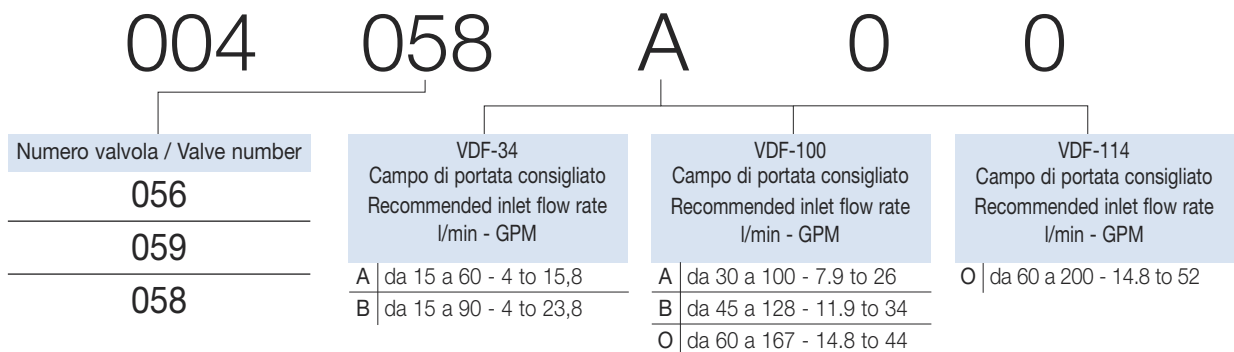 004 058 A 0 0
Numero valvola / Valve number
056
059
058
VDF-34
Campo di portata consigliato
Recommended inlet flow rate
l/min - GPM
A da 15 a 60 - 4 to 15,8
B da 15 a 90 - 4 to 23,8
VDF-100
Campo di portata consigliato
Recommended inlet flow rate
l/min - GPM
A da 30 a 100 - 7.9 to 26
B da 45 a 128 - 11.9 to 34
O da 60 a 167 - 14.8 to 44
VDF-114
Campo di portata consigliato
Recommended inlet flow rate
l/min - GPM
O da 60 a 200 - 14.8 to 52